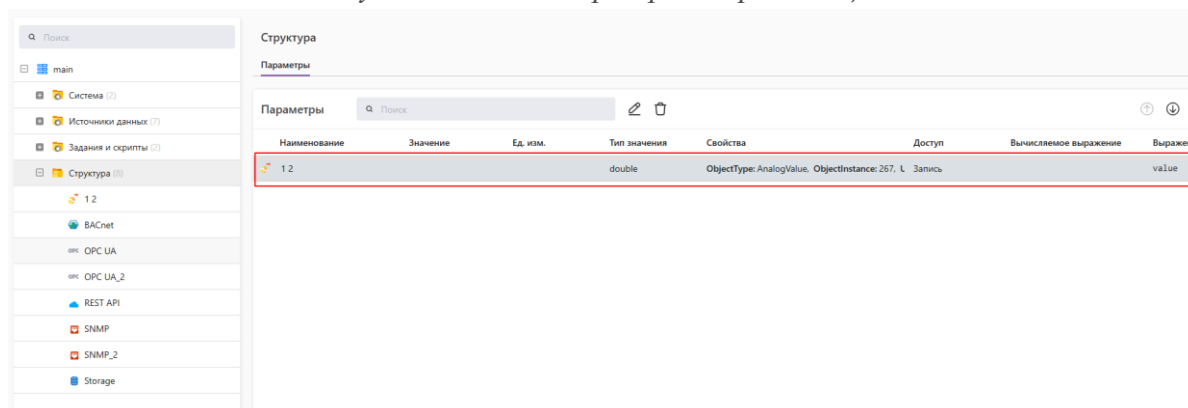 Поиск
main
Система (2)
Источники данных (7)
Задания и скрипты (2)
Структура (8)
1 2
BACnet
OPC OPC UA
OPC OPC UA_2
REST API
SNMP
SNMP_2
Storage
Структура
Параметры
Параметры Поиск
Наименование Значение Ед. изм. Тип значения Свойства Доступ Вычисляемое выражение Выраже
1 2 double ObjectType: AnalogValue, ObjectInstance: 267, Запись value